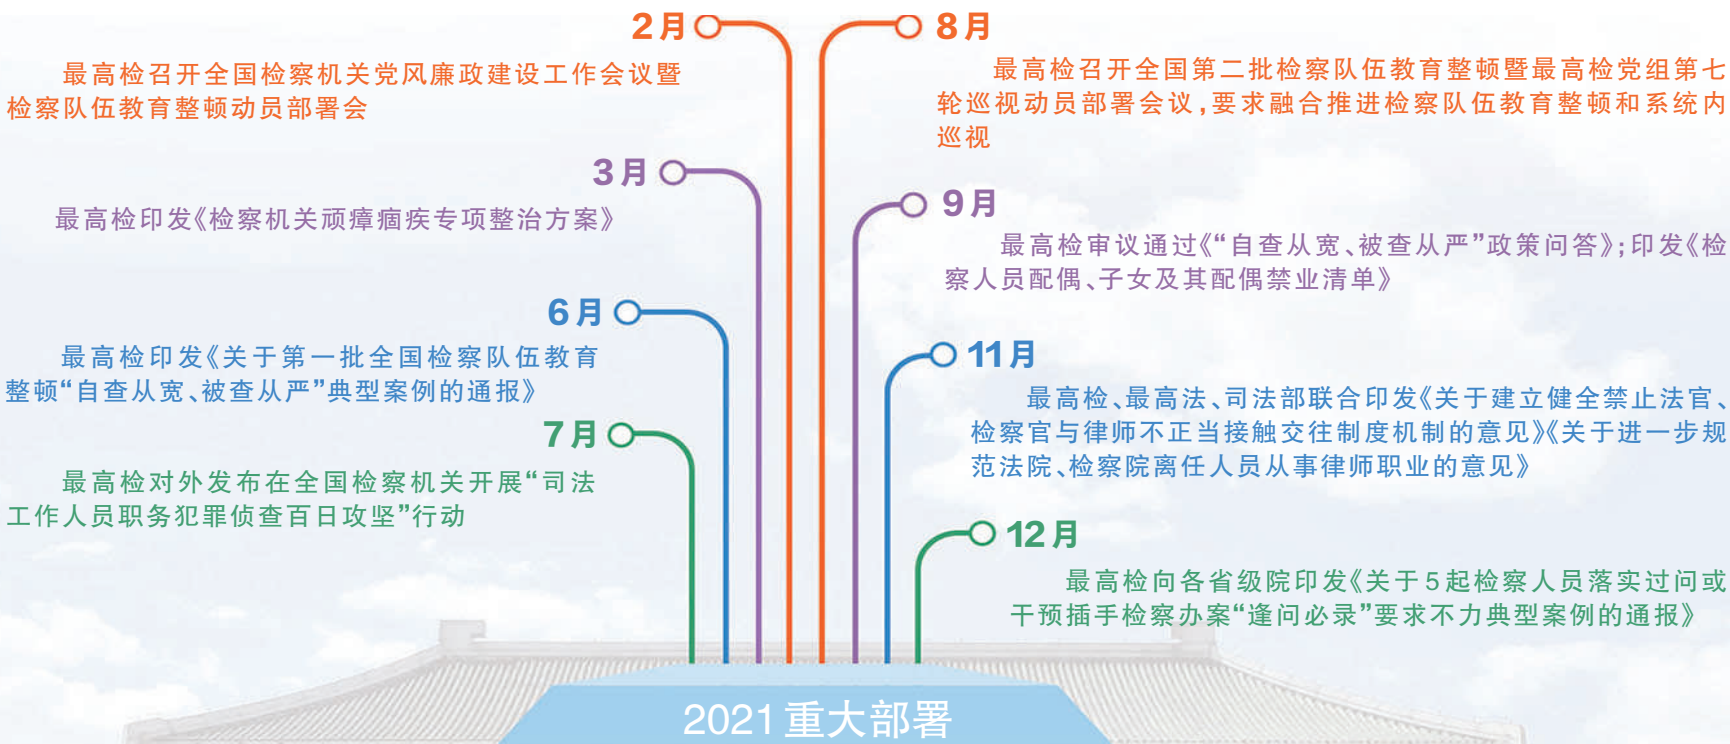 2月
最高检召开全国检察机关党风廉政建设工作会议暨
检察队伍教育整顿动员部署会
3月
最高检印发《检察机关顽瘴痼疾专项整治方案》
6月
最高检印发《关于第一批全国检察队伍教育
整顿“自查从宽、被查从严”典型案例的通报》
7月
最高检对外发布在全国检察机关开展“司法
工作人员职务犯罪侦查百日攻坚”行动
8月
最高检召开全国第二批检察队伍教育整顿暨最高检党组第七
轮巡视动员部署会议,要求融合推进检察队伍教育整顿和系统内
巡视
9月
最高检审议通过《“自查从宽、被查从严”政策问答》;印发《检
察人员配偶、子女及其配偶禁业清单》
11月
最高检、最高法、司法部联合印发《关于建立健全禁止法官、
检察官与律师不正当接触交往制度机制的意见》《关于进一步规
范法院、检察院离任人员从事律师职业的意见》
12月
最高检向各省级院印发《关于5起检察人员落实过问或
干预插手检察办案“逢问必录”要求不力典型案例的通报》
2021重大部署